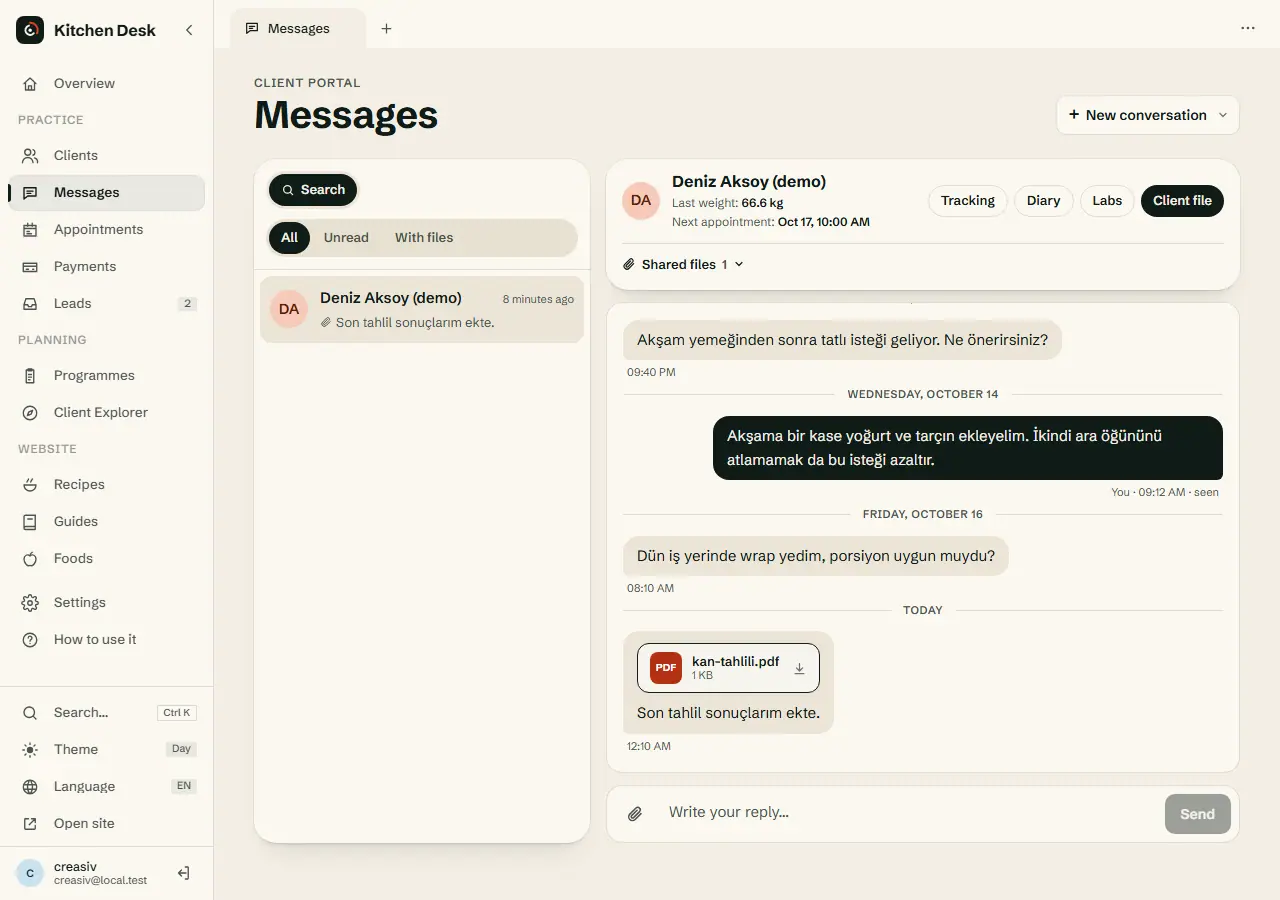 Kitchen Desk
Overview
PRACTICE
Clients
Messages
Appointments
Payments
Leads 2
PLANNING
Programmes
Client Explorer
WEBSITE
Recipes
Guides
Foods
Settings
How to use it
Search... Ctrl K
Theme Day
Language EN
Open site
C
creasiv
creasiv@local.test
Messages
CLIENT PORTAL
Messages
+ New conversation
Search
All Unread With files
DA
Deniz Aksoy (demo) 8 minutes ago
Son tahlil sonuçlarım ekte.
DA
Deniz Aksoy (demo)
Last weight: 66.6 kg
Next appointment: Oct 17, 10:00 AM
Tracking Diary Labs Client file
Shared files 1
Akşam yemeğinden sonra tatlı isteği geliyor. Ne önerirsiniz?
09:40 PM
WEDNESDAY, OCTOBER 14
Akşama bir kase yoğurt ve tarçın ekleyelim. İkindi ara öğününü
atlamamak da bu isteği azaltır.
You · 09:12 AM · seen
FRIDAY, OCTOBER 16
Dün iş yerinde wrap yedim, porsiyon uygun muydu?
08:10 AM
TODAY
PDF
kan-tahlili.pdf
1 KB
Son tahlil sonuçlarım ekte.
12:10 AM
Write your reply...
Send